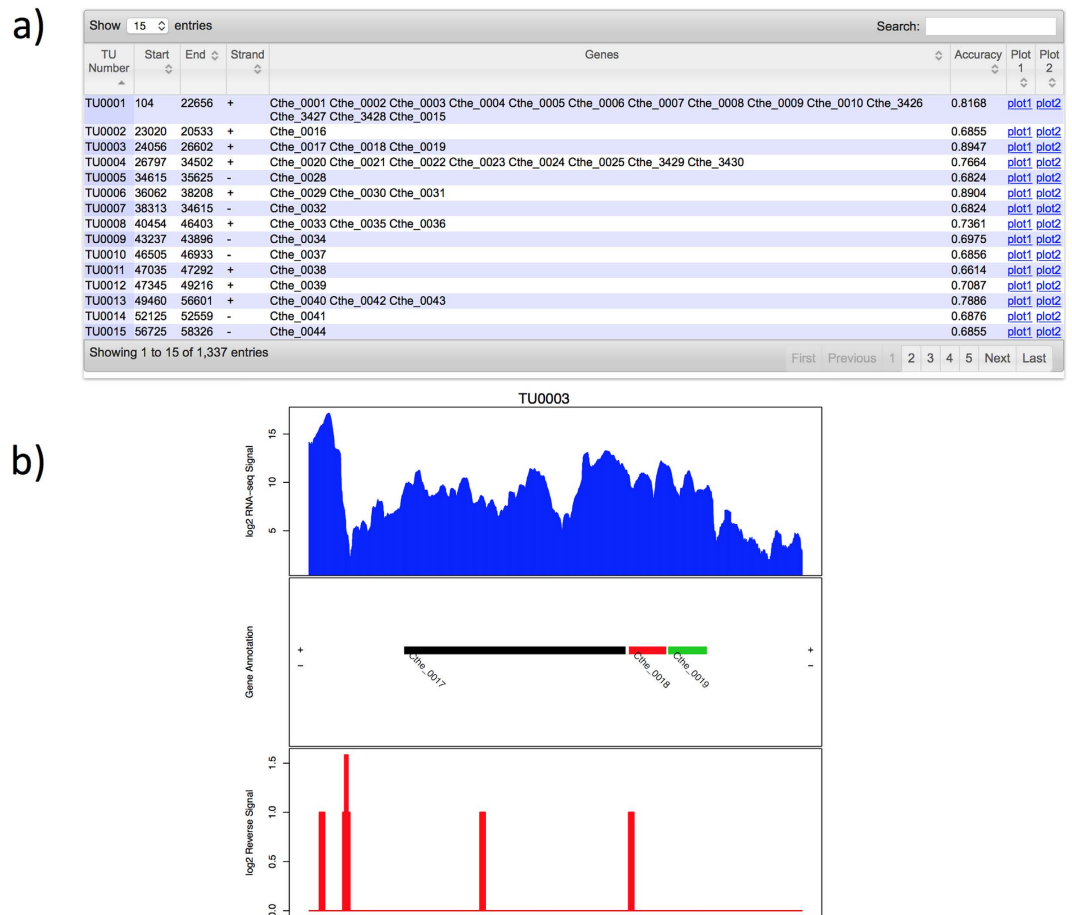 a)
Show 15 entries Search:
TU Number Start End Strand Genes Accuracy Plot 1 Plot 2
TU0001 104 22656 + Cthe_0001 Cthe_0002 Cthe_0003 Cthe_0004 Cthe_0005 Cthe_0006 Cthe_0007 Cthe_0008 Cthe_0009 Cthe_0010 Cthe_3426 0.8168 plot1 plot2
Cthe_3427 Cthe_3428 Cthe_0015
TU0002 23020 20533 + Cthe_0016 0.6855 plot1 plot2
TU0003 24056 26602 + Cthe_0017 Cthe_0018 Cthe_0019 0.8947 plot1 plot2
TU0004 26797 34502 + Cthe_0020 Cthe_0021 Cthe_0022 Cthe_0023 Cthe_0024 Cthe_0025 Cthe_3429 Cthe_3430 0.7664 plot1 plot2
TU0005 34615 35625 - Cthe_0028 0.6824 plot1 plot2
TU0006 36062 38208 + Cthe_0029 Cthe_0030 Cthe_0031 0.8904 plot1 plot2
TU0007 38313 34615 - Cthe_0032 0.6824 plot1 plot2
TU0008 40454 46403 + Cthe_0033 Cthe_0035 Cthe_0036 0.7361 plot1 plot2
TU0009 43237 43896 - Cthe_0034 0.6975 plot1 plot2
TU0010 46505 46933 - Cthe_0037 0.6856 plot1 plot2
TU0011 47035 47292 + Cthe_0038 0.6614 plot1 plot2
TU0012 47345 49216 + Cthe_0039 0.7087 plot1 plot2
TU0013 49460 56601 + Cthe_0040 Cthe_0042 Cthe_0043 0.7886 plot1 plot2
TU0014 52125 52559 - Cthe_0041 0.6876 plot1 plot2
TU0015 56725 58326 - Cthe_0044 0.6855 plot1 plot2
Showing 1 to 15 of 1,337 entries First Previous 1 2 3 4 5 Next Last
b)
TU0003
log2 RNA-seq Signal
15
10
5
Gene Annotation
+ +
- -
Cthe_0017
Cthe_0018
Cthe_0019
log2 Reverse Signal
1.5
1.0
0.5
0.0